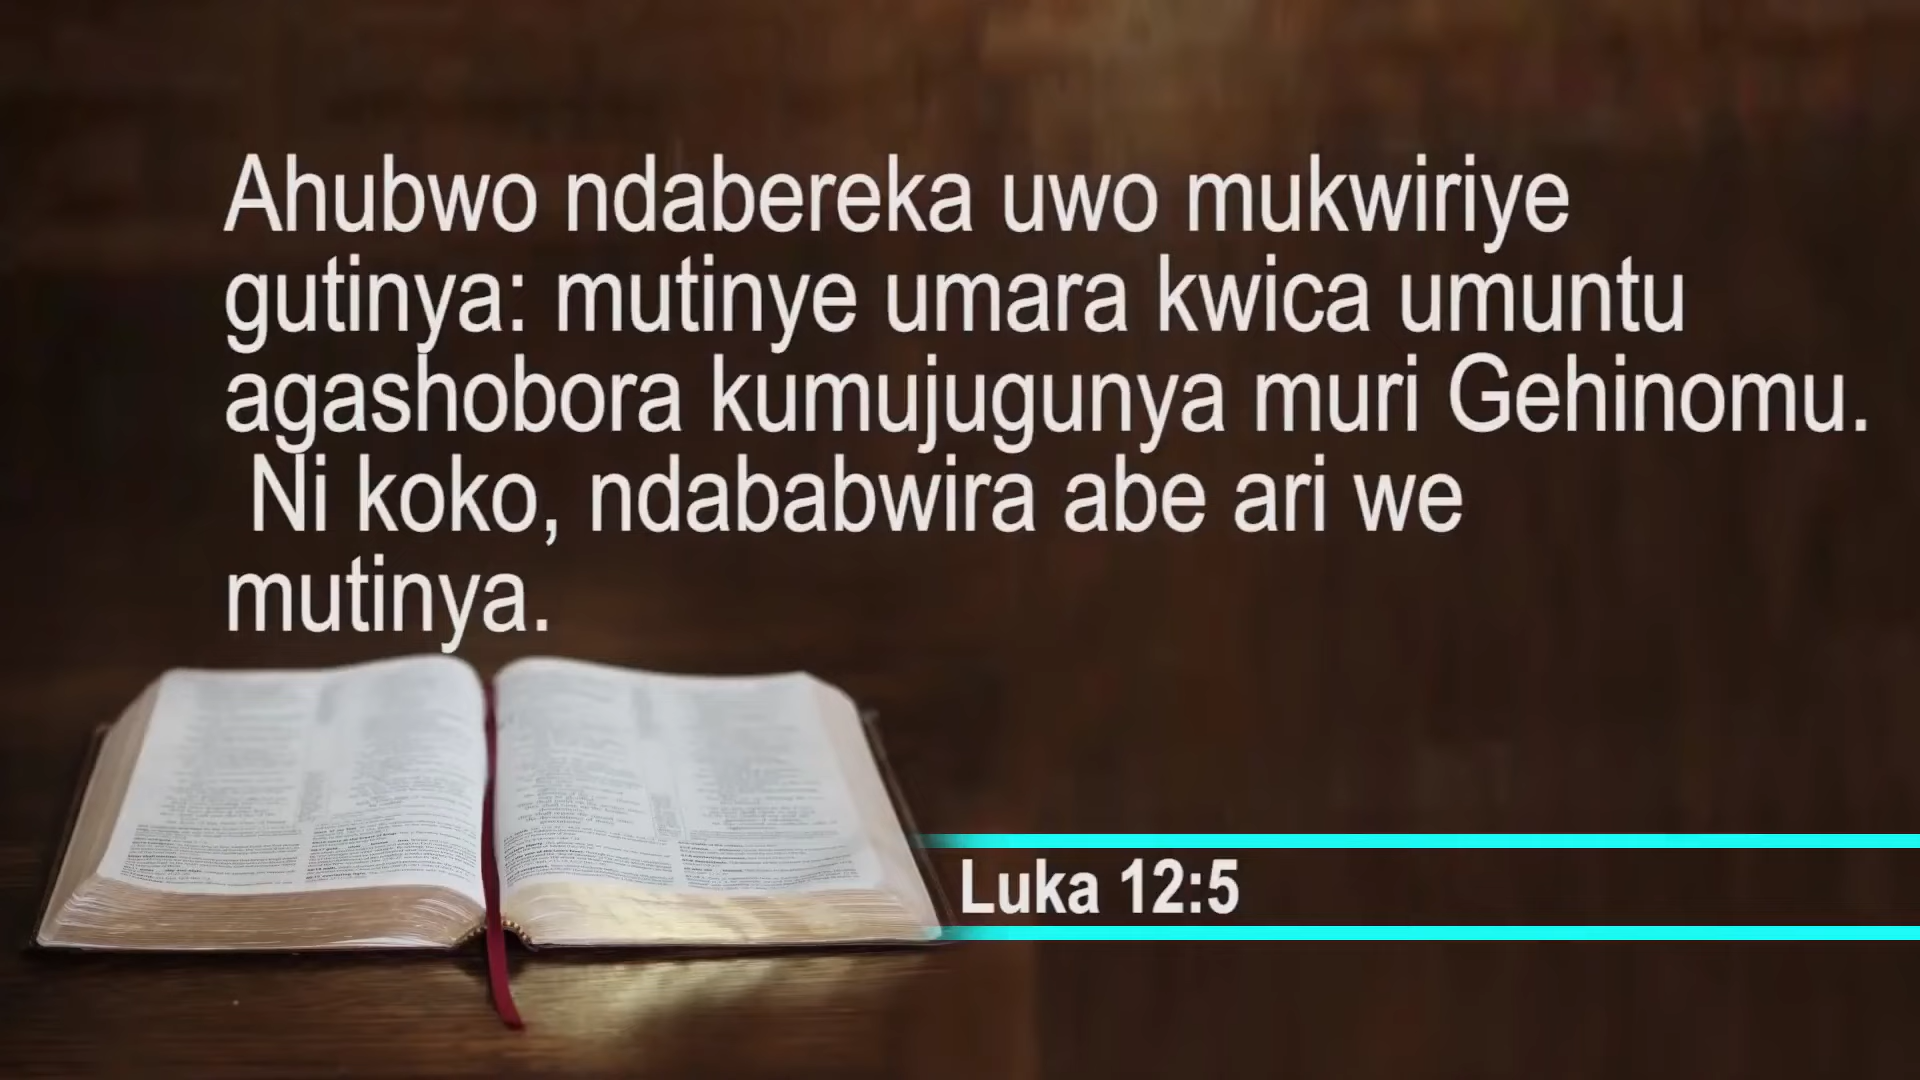 Ahubwo ndabereka uwo mukwiriye
gutinya: mutinye umara kwica umuntu
agashobora kumujugunya muri Gehinomu.
Ni koko, ndababwira abe ari we
mutinya.
Luka 12:5